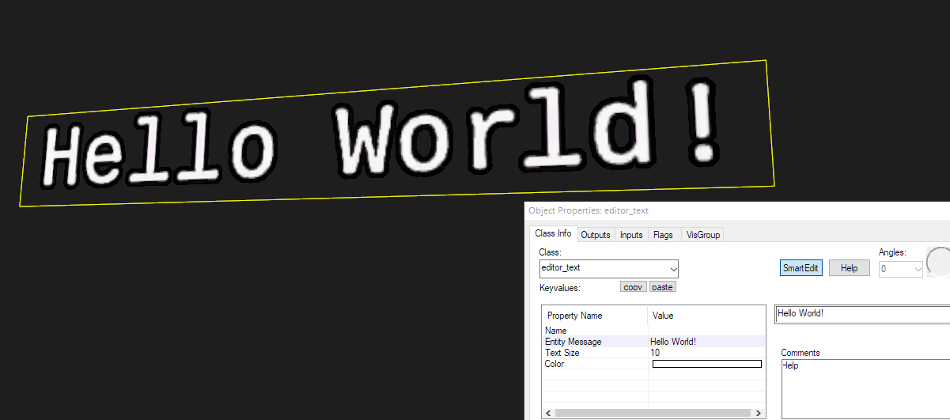 Hello World!
Object Properties: editor_text
Class Info Outputs Inputs Flags VisGroup
Class:
Angles:
editor_text
SmartEdit Help 0
Keyvalues: copy paste
Property Name Value
Hello World!
Name
Entity Message Hello World!
Text Size 10
Color
Comments
Help